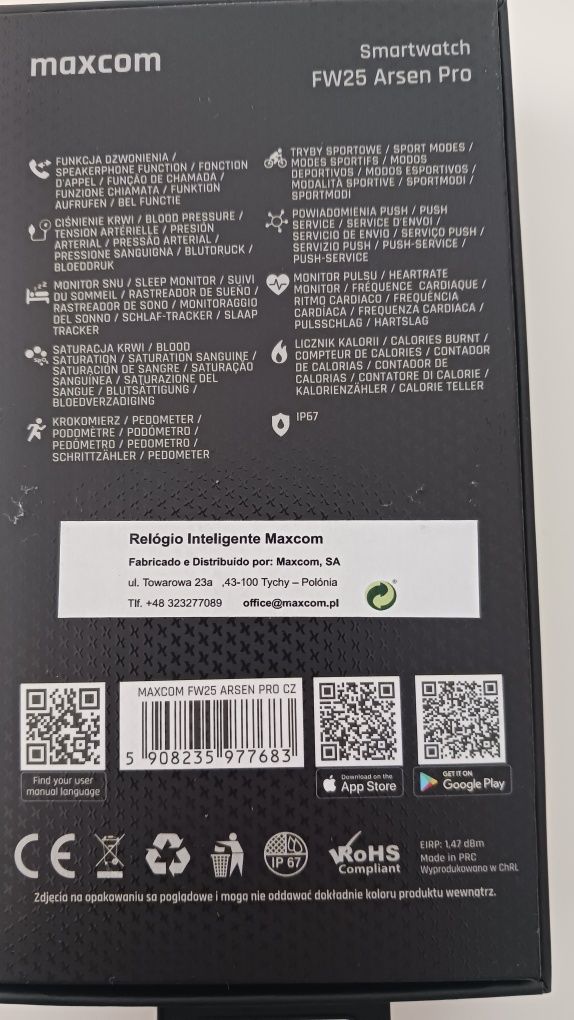 maxcom
Smartwatch
FW25 Arsen Pro
FUNKCJA DZWONIENIA /
SPEAKERPHONE FUNCTION / FONCTION
D'APPEL / FUNÇÃO DE CHAMADA /
FUNZIONE CHIAMATA / FUNKTION
AUFRUFEN / BEL FUNCTIE
CIŚNIENIE KRWI / BLOOD PRESSURE /
TENSION ARTÉRIELLE / PRESIÓN
ARTERIAL / PRESSÃO ARTERIAL /
PRESSIONE SANGUIGNA / BLUTDRUCK /
BLOEDDRUK
MONITOR SNU / SLEEP MONITOR / SUIVI
DU SOMMEIL / RASTREADOR DE SUEÑO /
RASTREADOR DE SONO / MONITORAGGIO
DEL SONNO / SCHLAF-TRACKER / SLAAP
TRACKER
SATURACJA KRWI / BLOOD
SATURATION / SATURATION SANGUINE /
SATURACIÓN DE SANGRE / SATURAÇÃO
SANGUÍNEA / SATURAZIONE DEL
SANGUE / BLUTSÄTTIGUNG /
BLOEDVERZADIGING
KROKOMIERZ / PEDOMETER /
PODOMÈTRE / PODÓMETRO /
PEDÓMETRO / PEDOMETRO /
SCHRITTZÄHLER / PEDOMETER
TRYBY SPORTOWE / SPORT MODES /
MODES SPORTIFS / MODOS
DEPORTIVOS / MODOS ESPORTIVOS /
MODALITÀ SPORTIVE / SPORTMODI /
SPORTMODI
POWIADOMIENIA PUSH / PUSH
SERVICE / SERVICE D'ENVOI /
SERVICIO DE ENVIO / SERVIÇO PUSH /
SERVIZIO PUSH / PUSH-SERVICE /
PUSH-SERVICE
MONITOR PULSU / HEARTRATE
MONITOR / FRÉQUENCE CARDIAQUE /
RITMO CARDIACO / FREQUÊNCIA
CARDÍACA / FREQUENZA CARDIACA /
PULSSCHLAG / HARTSLAG
LICZNIK KALORII / CALORIES BURNT /
COMPTEUR DE CALORIES / CONTADOR
DE CALORIAS / CONTADOR DE
CALORIAS / CONTATORE DI CALORIE /
KALORIENZÄHLER / CALORIE TELLER
IP67
Relógio Inteligente Maxcom
Fabricado e Distribuído por: Maxcom, SA
ul. Towarowa 23a ,43-100 Tychy – Polónia
Tlf. +48 323277089 office@maxcom.pl
®
MAXCOM FW25 ARSEN PRO CZ
5 908235 977683
Find your user
manual language
Download on the
App Store
GET IT ON
Google Play
CE
IP 67
RoHS
Compliant
EIRP: 1,47 dBm
Made in PRC
Wyprodukowano w ChRL
Zdjęcia na opakowaniu są poglądowe i mogą nie oddawać dokładnie koloru produktu wewnątrz.